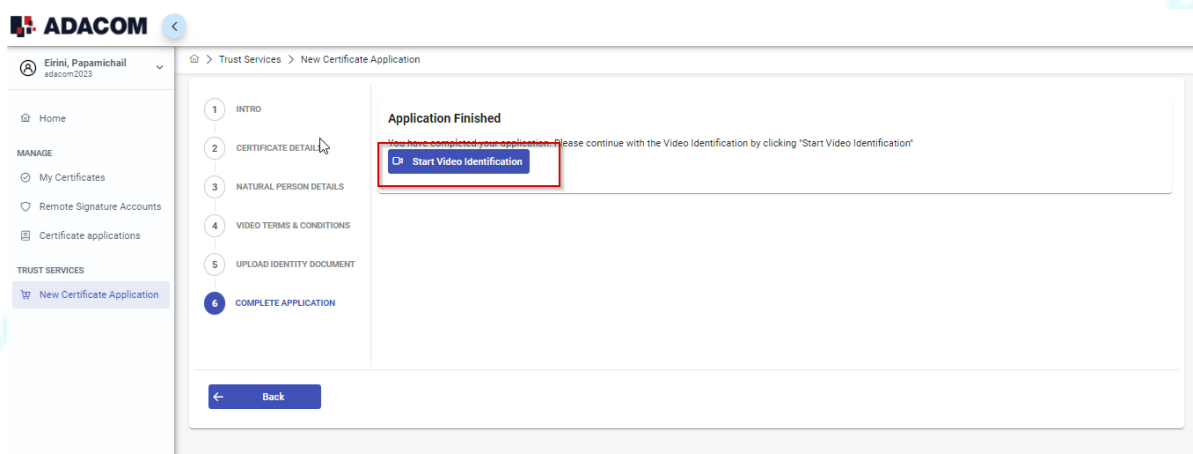 ADACOM
Eirini, Papamichail
adacom2023
Trust Services > New Certificate Application
Home
MANAGE
My Certificates
Remote Signature Accounts
Certificate applications
TRUST SERVICES
New Certificate Application
1 INTRO
2 CERTIFICATE DETAILS
3 NATURAL PERSON DETAILS
4 VIDEO TERMS & CONDITIONS
5 UPLOAD IDENTITY DOCUMENT
6 COMPLETE APPLICATION
Application Finished
You have completed your application. Please continue with the Video Identification by clicking "Start Video Identification"
Start Video Identification
Back